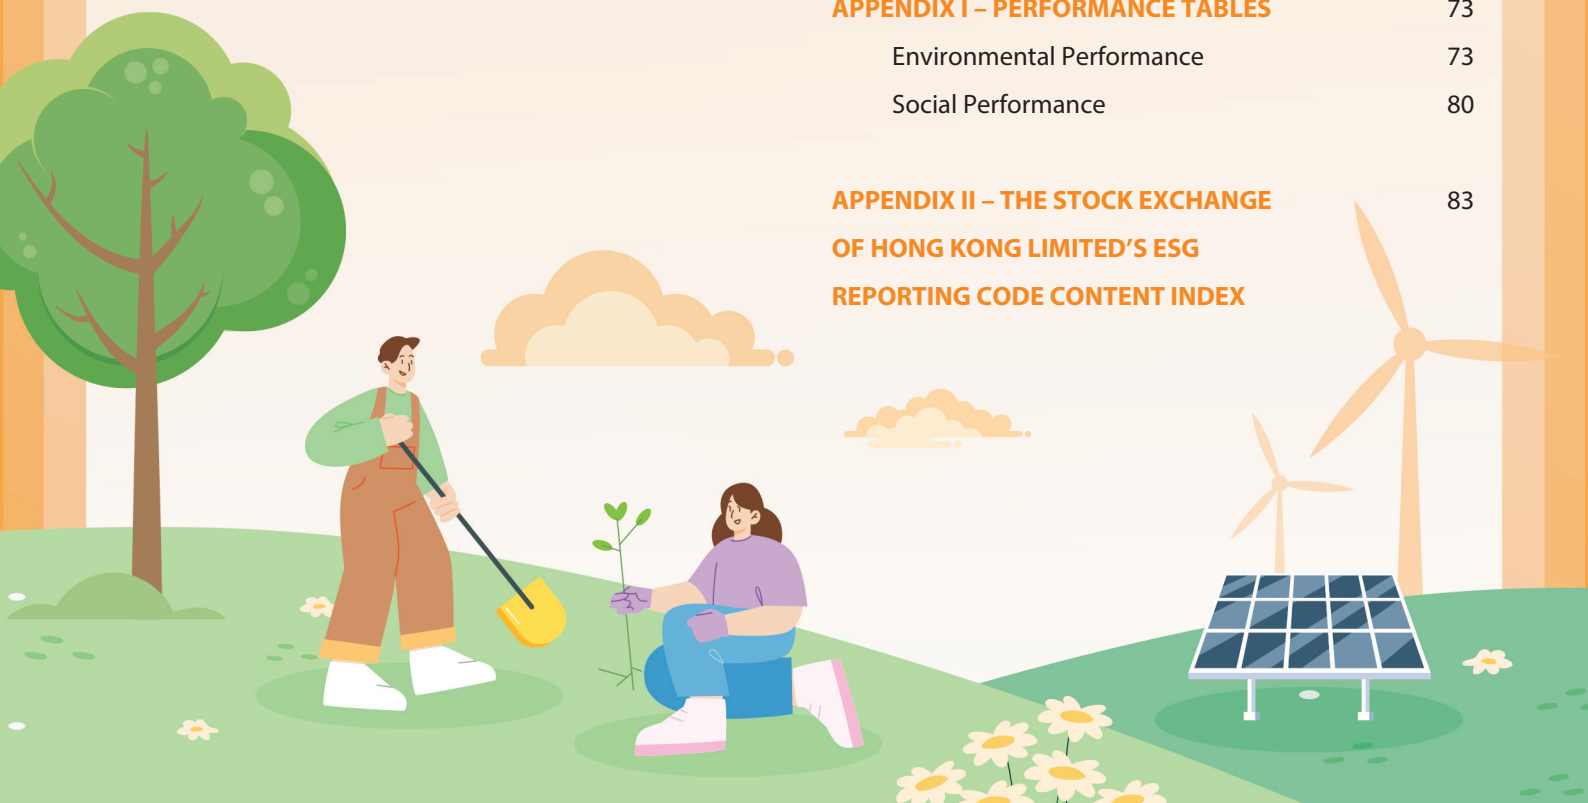 APPENDIX I – PERFORMANCE TABLES 73
Environmental Performance 73
Social Performance 80
APPENDIX II – THE STOCK EXCHANGE 83
OF HONG KONG LIMITED’S ESG
REPORTING CODE CONTENT INDEX